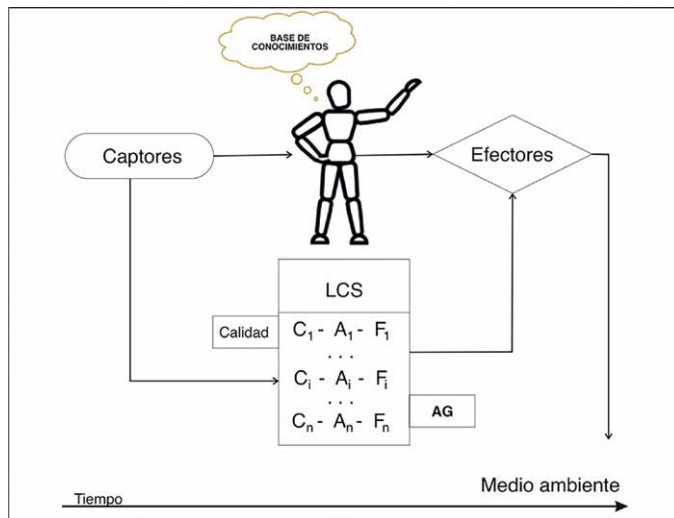 BASE DE
CONOCIMIENTOS
Captores
Efectores
LCS
Calidad
C₁ - A₁ - F₁
. . .
Cᵢ - Aᵢ - Fᵢ
. . .
AG
Cₙ - Aₙ - Fₙ
Medio ambiente
Tiempo